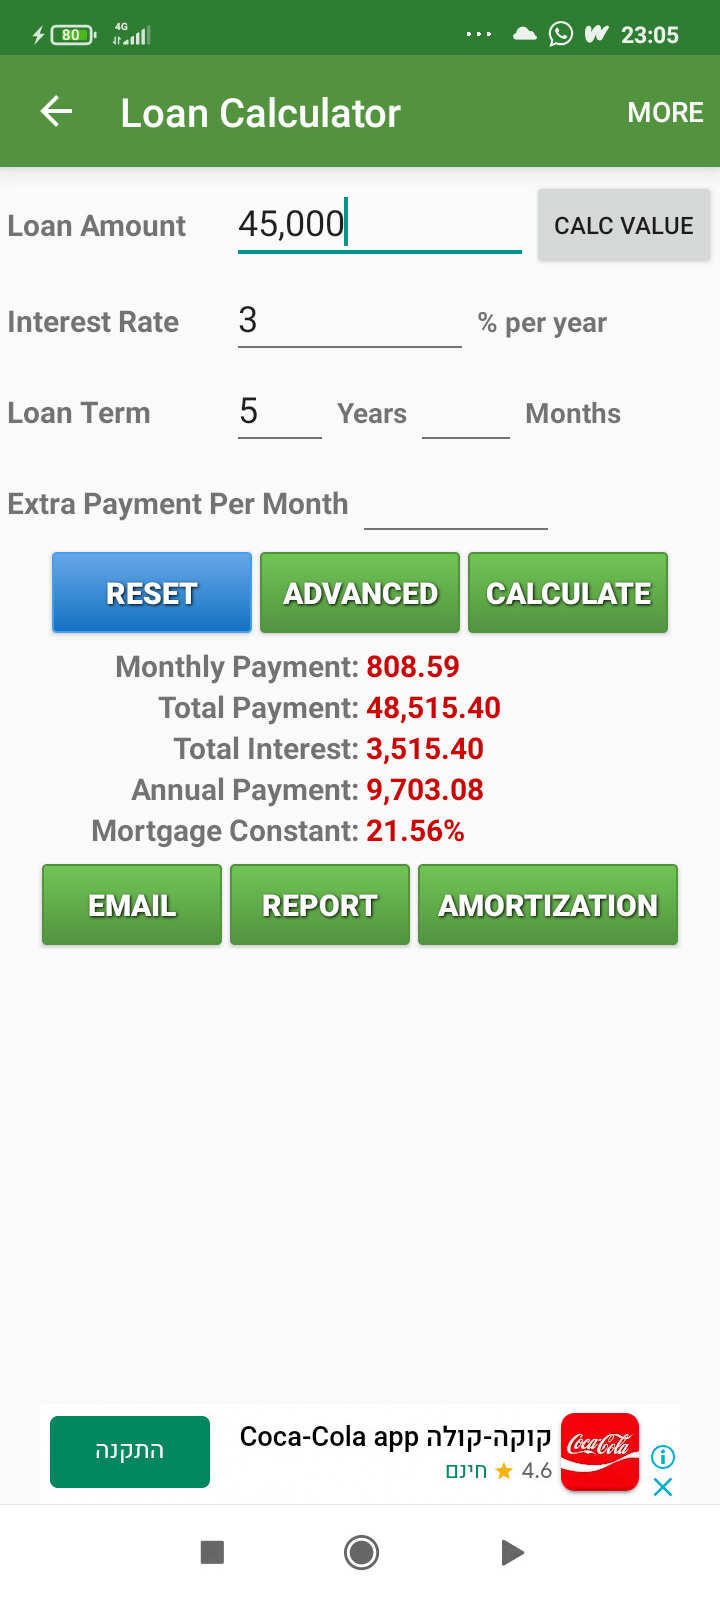 80 4G 23:05
Loan Calculator MORE
Loan Amount 45,000 CALC VALUE
Interest Rate 3 % per year
Loan Term 5 Years Months
Extra Payment Per Month
RESET ADVANCED CALCULATE
Monthly Payment: 808.59
Total Payment: 48,515.40
Total Interest: 3,515.40
Annual Payment: 9,703.08
Mortgage Constant: 21.56%
EMAIL REPORT AMORTIZATION
קוקה-קולה Coca-Cola app
Coca-Cola
4.6 ★ חינם
התקנה